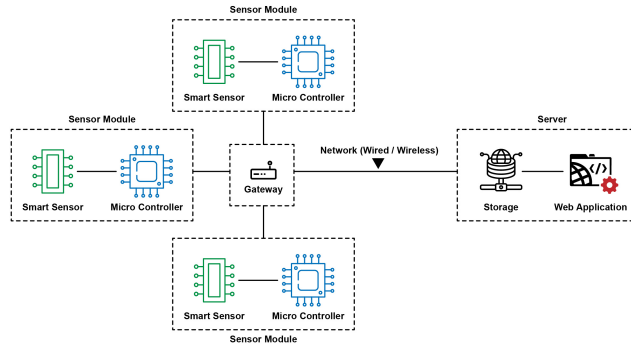 Sensor Module
Smart Sensor
Micro Controller
Sensor Module
Smart Sensor
Micro Controller
Gateway
Network (Wired / Wireless)
Server
Storage
Web Application
Smart Sensor
Micro Controller
Sensor Module